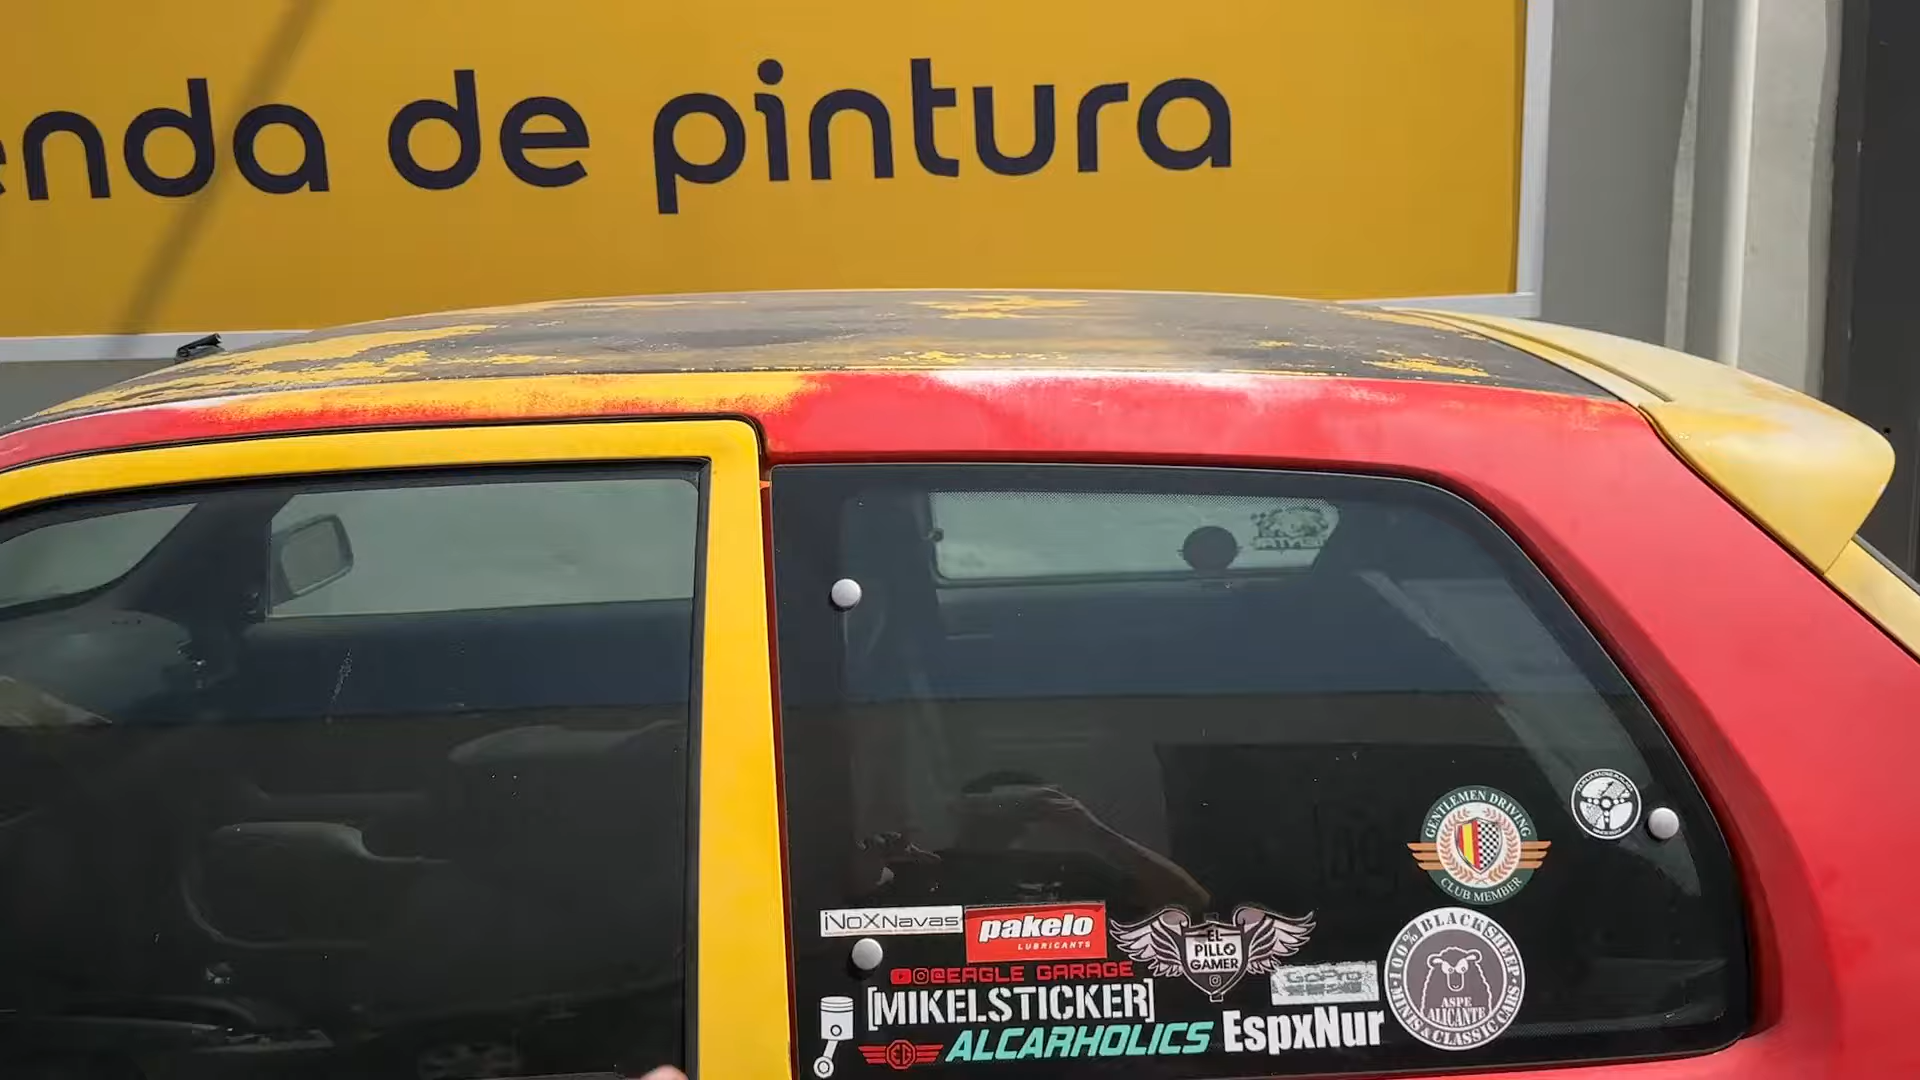 enda de pintura
GENTLEMEN DRIVING
CLUB MEMBER
iNoXNavas
pakelo
LUBRICANTS
EL
PILLO
GAMER
@EAGLE GARAGE
[MIKELSTICKER]
EG
ALCARHOLICS
EspxNur
100% BLACK SHEEP
ASPE
ALICANTE
MINIS & CLASSIC CARS